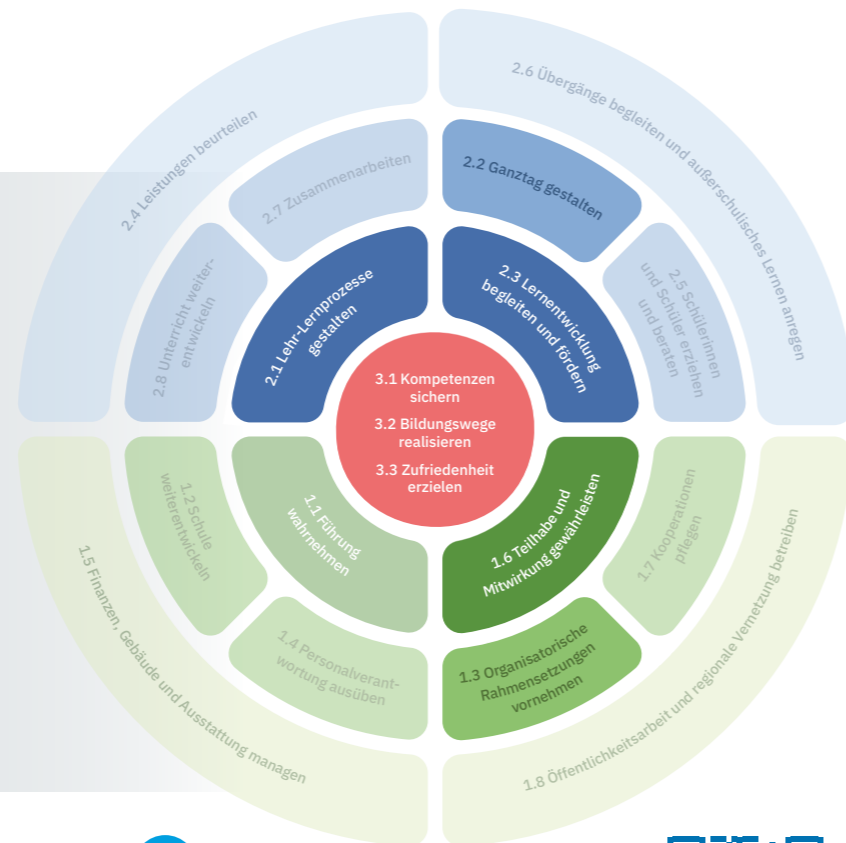 2.4 Leistungen beurteilen
2.6 Übergänge begleiten und außerschulisches Lernen anregen
2.7 Zusammenarbeiten
2.2 Ganztag gestalten
2.8 Unterricht weiter-
entwickeln
2.1 Lehr-Lernprozesse
gestalten
2.3 Lernentwicklung
begleiten und fördern
2.5 Schülerinnen
und Schüler erziehen
und beraten
3.1 Kompetenzen
sichern
3.2 Bildungswege
realisieren
3.3 Zufriedenheit
erzielen
1.2 Schule
weiterentwickeln
1.1 Führung
wahrnehmen
1.6 Teilhabe und
Mitwirkung gewährleisten
1.7 Kooperationen
pflegen
1.5 Finanzen, Gebäude und Ausstattung managen
1.4 Personalverant-
wortung ausüben
1.3 Organisatorische
Rahmensetzungen
vornehmen
1.8 Öffentlichkeitsarbeit und regionale Vernetzung betreiben